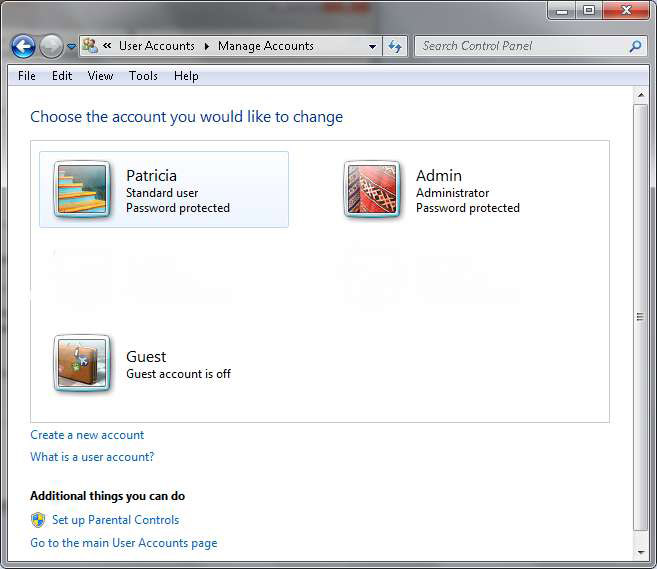 « User Accounts ▸ Manage Accounts
Search Control Panel
File Edit View Tools Help
Choose the account you would like to change
Patricia
Standard user
Password protected
Admin
Administrator
Password protected
Guest
Guest account is off
Create a new account
What is a user account?
Additional things you can do
Set up Parental Controls
Go to the main User Accounts page